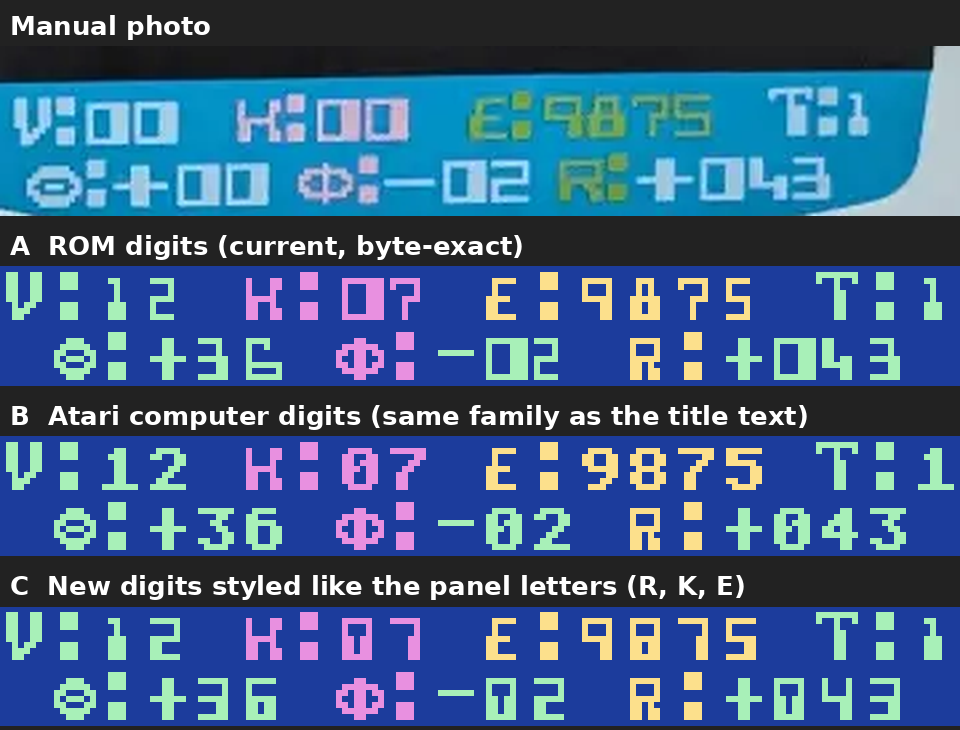 Manual photo
V:00 K:00 E:9875 T:1
Θ:+00 Φ:-02 R:+043
A ROM digits (current, byte-exact)
V:12 K:07 E:9875 T:1
Θ:+36 Φ:-02 R:+043
B Atari computer digits (same family as the title text)
V:12 K:07 E:9875 T:1
Θ:+36 Φ:-02 R:+043
C New digits styled like the panel letters (R, K, E)
V:12 K:07 E:9875 T:1
Θ:+36 Φ:-02 R:+043